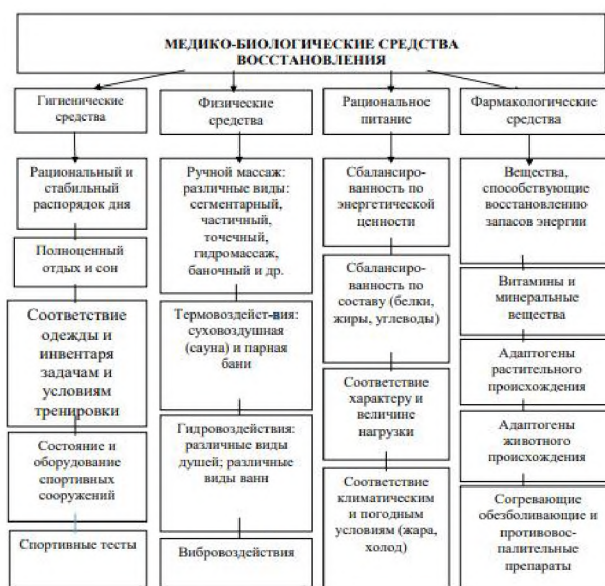 МЕДИКО-БИОЛОГИЧЕСКИЕ СРЕДСТВА
ВОССТАНОВЛЕНИЯ
Гигиенические
средства
Рациональный и
стабильный
распорядок дня
Полноценный
отдых и сон
Соответствие
одежды и
инвентаря
задачам и
условиям
тренировки
Состояние и
оборудование
спортивных
сооружений
Спортивные тесты
Физические
средства
Ручной массаж:
различные виды:
сегментарный,
частичный,
точечный,
гидромассаж,
баночный и др.
Термовоздейст-вия:
суховоздушная
(сауна) и парная
бани
Гидровоздействия:
различные виды
душей; различные
виды ванн
Вибровоздействия
Рациональное
питание
Сбалансиро-
ванность по
энергетической
ценности
Сбалансиро-
ванность по
составу (белки,
жиры, углеводы)
Соответствие
характеру и
величине
нагрузки
Соответствие
климатическим
и погодным
условиям (жара,
холод)
Фармакологические
средства
Вещества,
способствующие
восстановлению
запасов энергии
Витамины и
минеральные
вещества
Адаптогены
растительного
происхождения
Адаптогены
животного
происхождения
Согревающие
обезболивающие и
противовос-
палительные
препараты